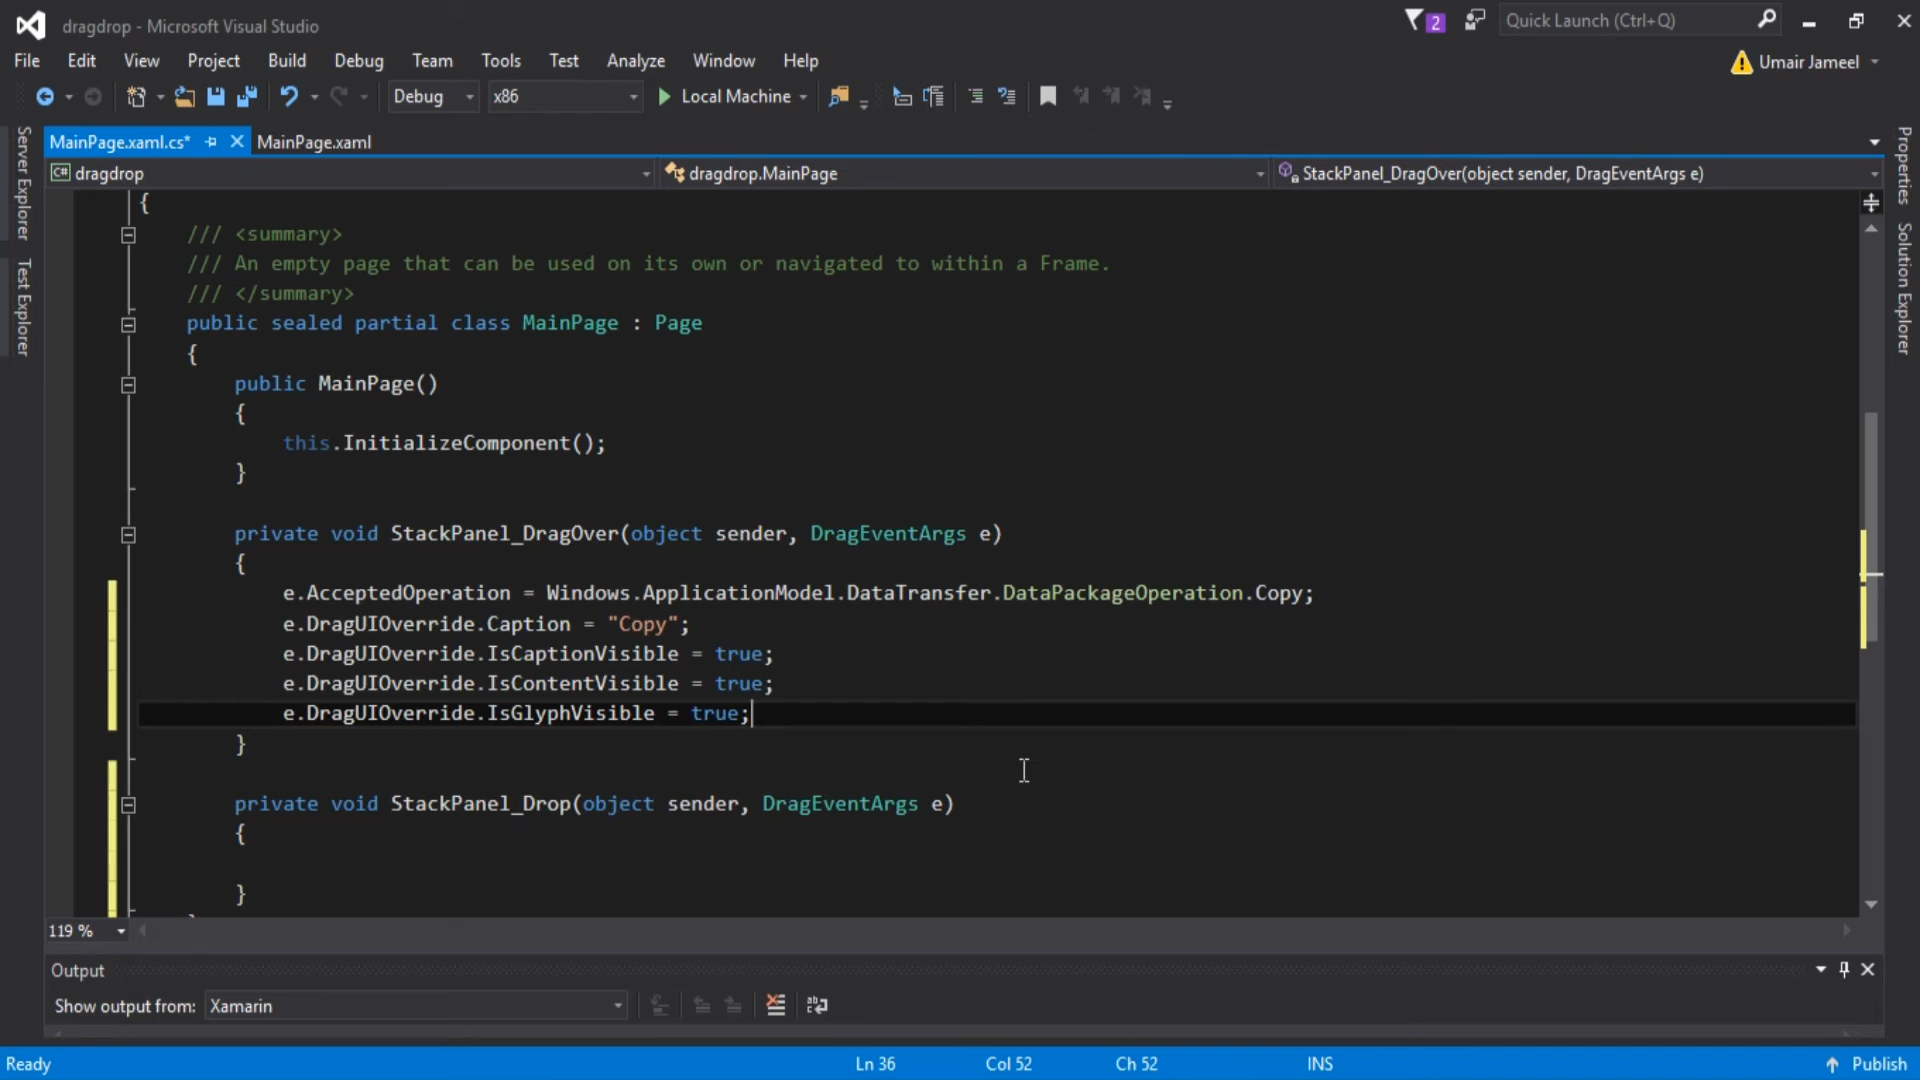 dragdrop - Microsoft Visual Studio
2
Quick Launch (Ctrl+Q)
File Edit View Project Build Debug Team Tools Test Analyze Window Help
Umair Jameel
Debug x86 Local Machine
MainPage.xaml.cs* MainPage.xaml
C# dragdrop
dragdrop.MainPage
StackPanel_DragOver(object sender, DragEventArgs e)
Server Explorer
Test Explorer
Properties
Solution Explorer
{
/// <summary>
/// An empty page that can be used on its own or navigated to within a Frame.
/// </summary>
public sealed partial class MainPage : Page
{
public MainPage()
{
this.InitializeComponent();
}
private void StackPanel_DragOver(object sender, DragEventArgs e)
{
e.AcceptedOperation = Windows.ApplicationModel.DataTransfer.DataPackageOperation.Copy;
e.DragUIOverride.Caption = "Copy";
e.DragUIOverride.IsCaptionVisible = true;
e.DragUIOverride.IsContentVisible = true;
e.DragUIOverride.IsGlyphVisible = true;
}
private void StackPanel_Drop(object sender, DragEventArgs e)
{
}
119 %
Output
Show output from: Xamarin
Ready Ln 36 Col 52 Ch 52 INS Publish